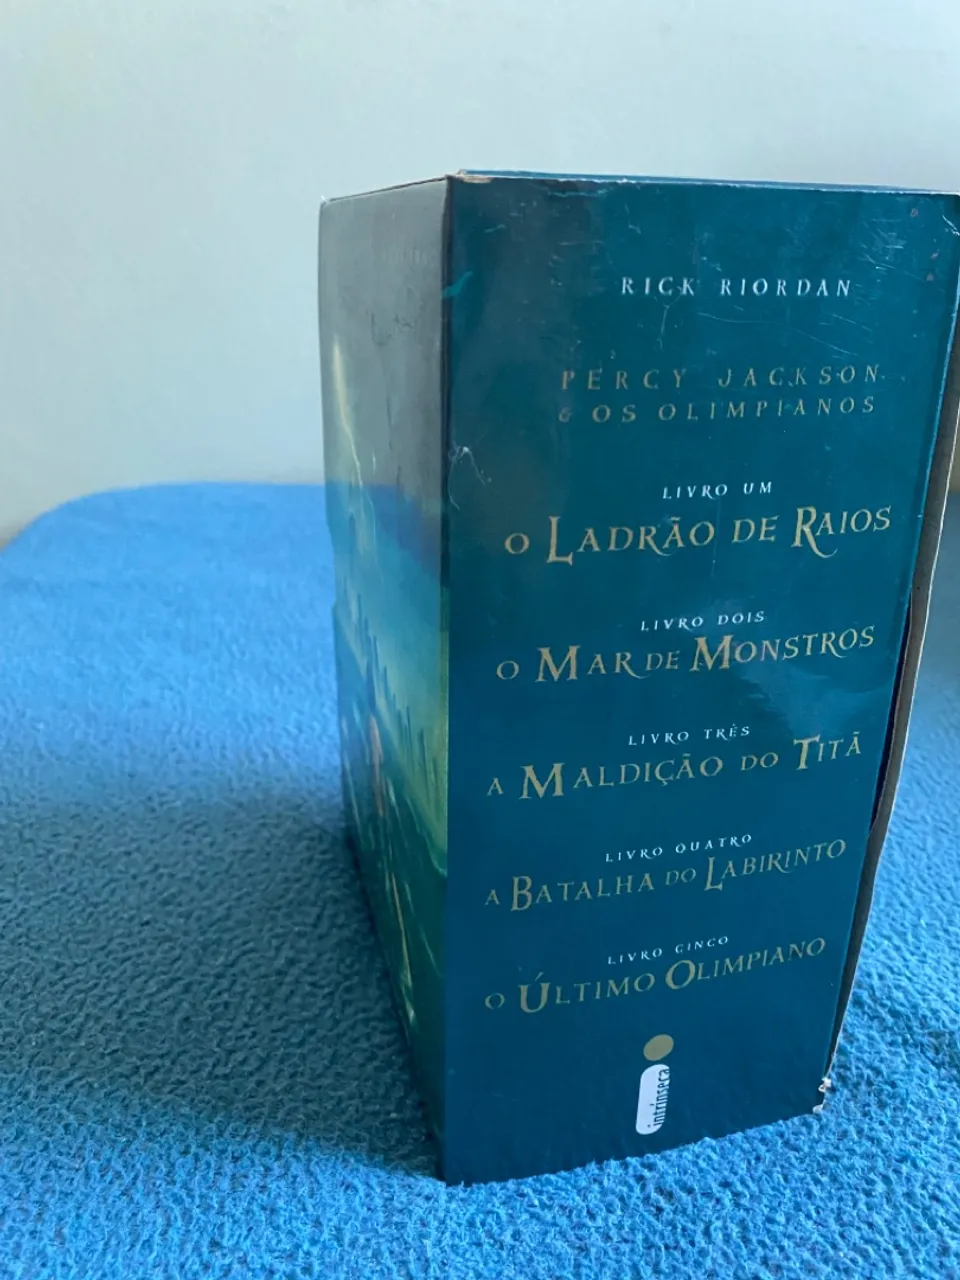 RICK RIORDAN
PERCY JACKSON
& OS OLIMPIANOS
LIVRO UM
O LADRÃO DE RAIOS
LIVRO DOIS
O MAR DE MONSTROS
LIVRO TRÊS
A MALDIÇÃO DO TITÃ
LIVRO QUATRO
A BATALHA DO LABIRINTO
LIVRO CINCO
O ÚLTIMO OLIMPIANO
intrínseca